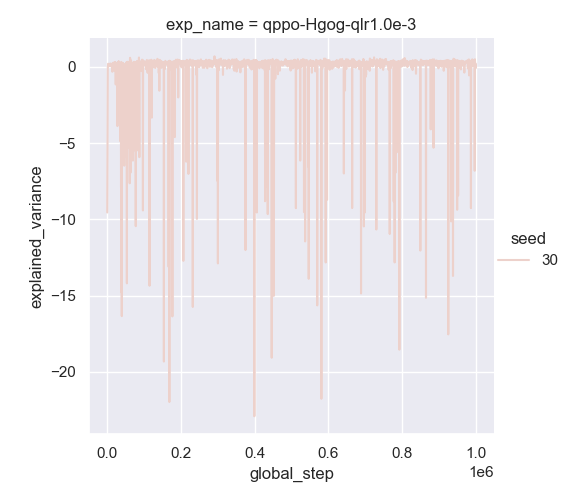 exp_name = qppo-Hgog-qlr1.0e-3
0
−5
−10
−15
−20
explained_variance
0.0 0.2 0.4 0.6 0.8 1.0
1e6
global_step
seed
30